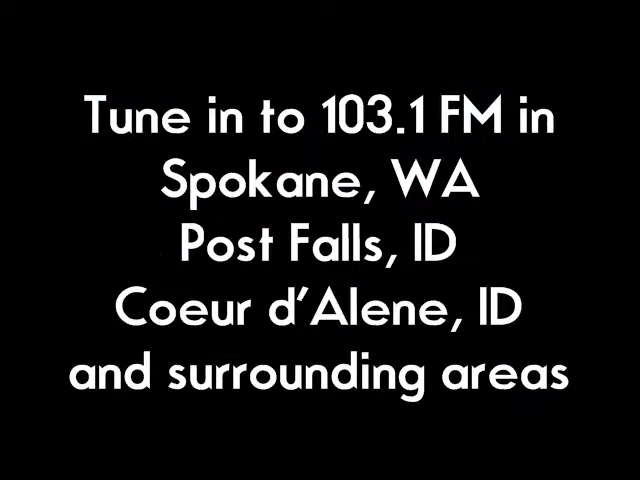 Tune in to 103.1 FM in
Spokane, WA
Post Falls, ID
Coeur d'Alene, ID
and surrounding areas